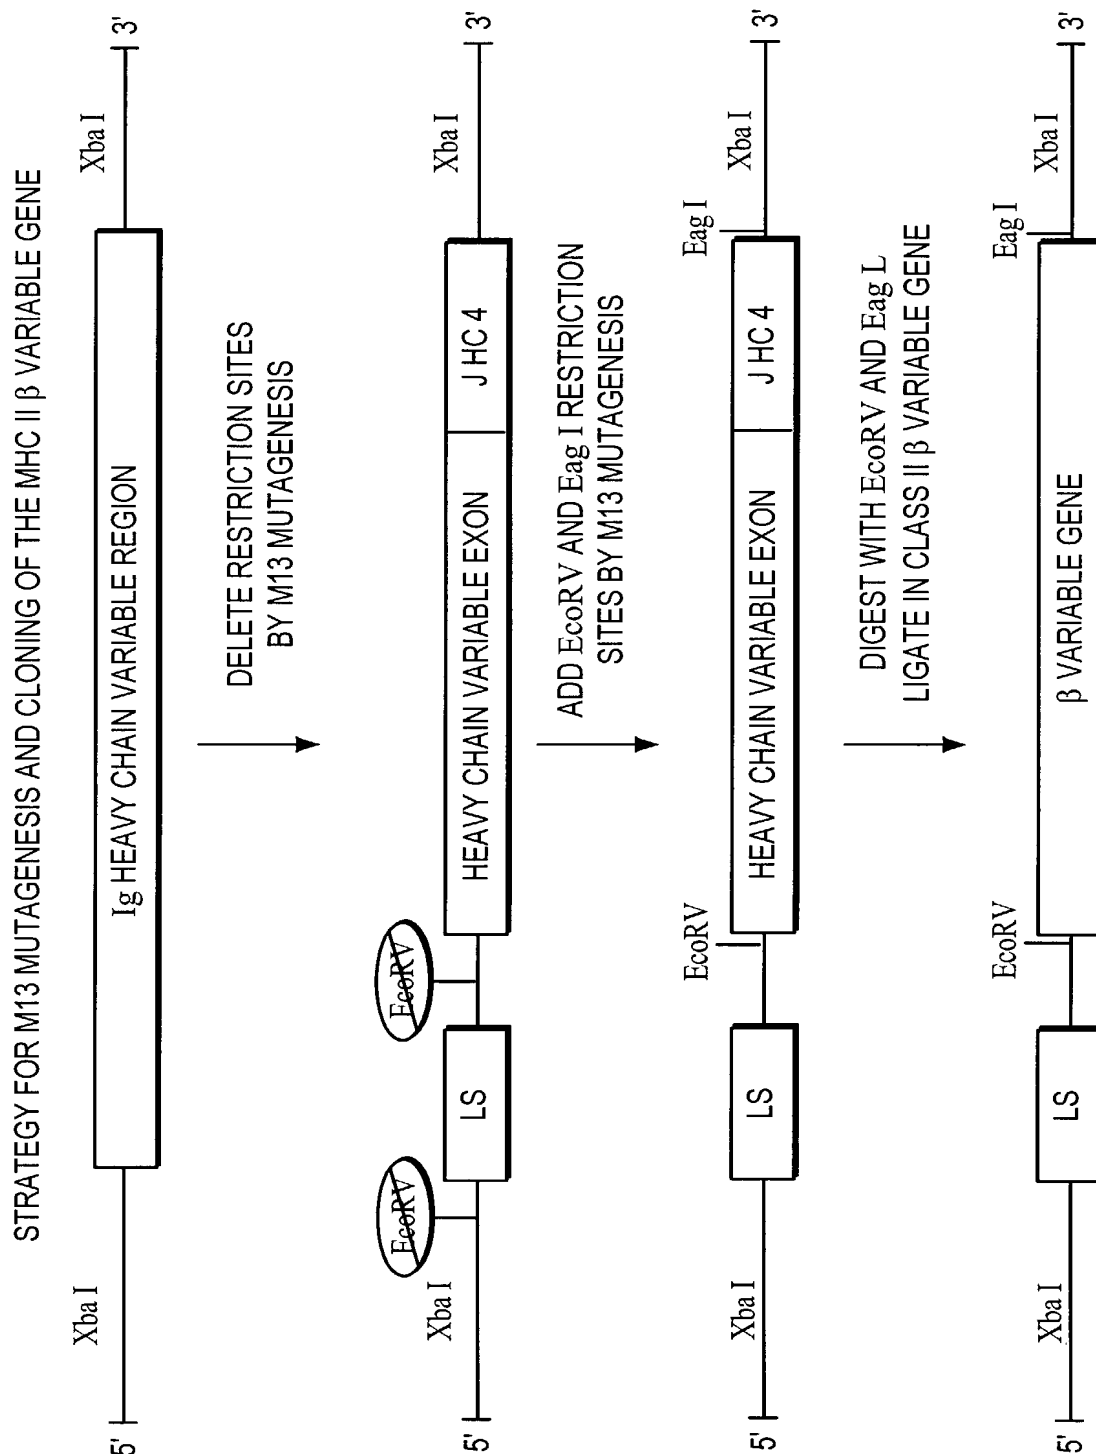 STRATEGY FOR M13 MUTAGENESIS AND CLONING OF THE MHC II β VARIABLE GENE
Xba I
Xba I
5'
Ig HEAVY CHAIN VARIABLE REGION
3'
DELETE RESTRICTION SITES
BY M13 MUTAGENESIS
EcoRV
EcoRV
Xba I
Xba I
5'
LS
HEAVY CHAIN VARIABLE EXON
J HC 4
3'
ADD EcoRV AND Eag I RESTRICTION
SITES BY M13 MUTAGENESIS
EcoRV
Eag I
Xba I
Xba I
5'
LS
HEAVY CHAIN VARIABLE EXON
J HC 4
3'
DIGEST WITH EcoRV AND Eag L
LIGATE IN CLASS II β VARIABLE GENE
EcoRV
Eag I
Xba I
Xba I
5'
LS
β VARIABLE GENE
3'